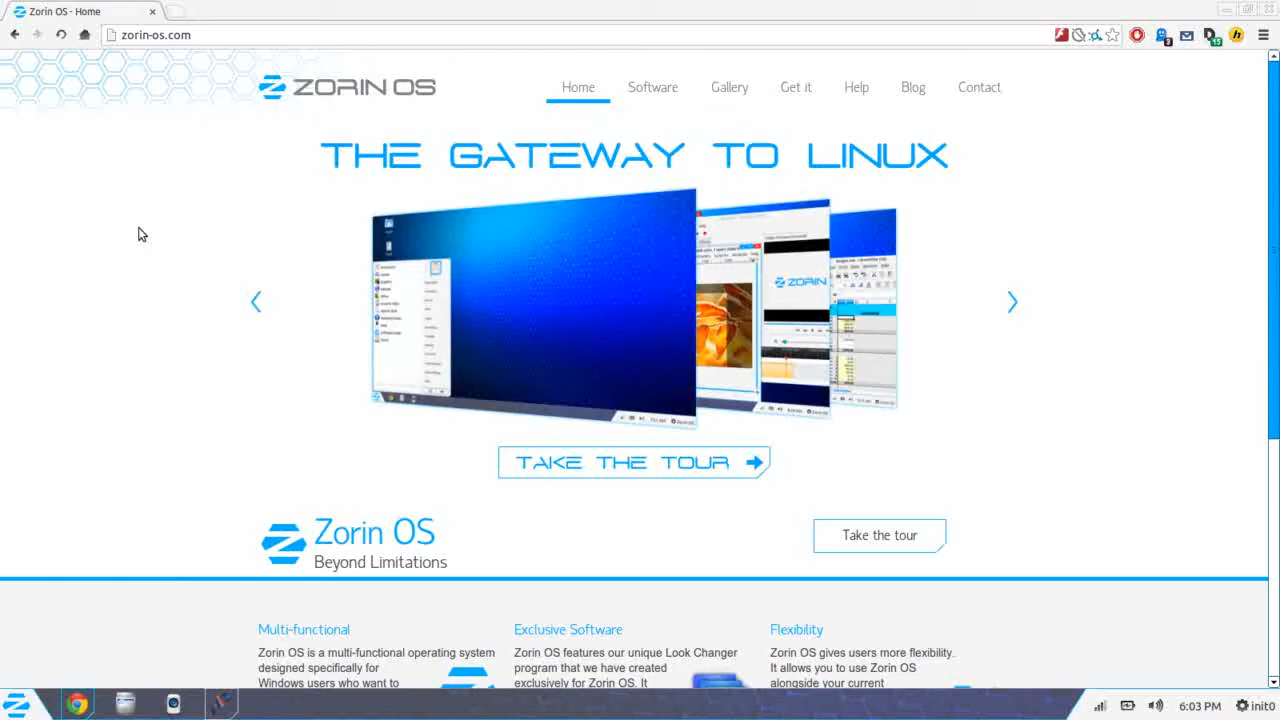 Zorin OS - Home
zorin-os.com
3
15
ZORIN OS
Home
Software
Gallery
Get it
Help
Blog
Contact
THE GATEWAY TO LINUX
ZORIN
TAKE THE TOUR
Zorin OS
Beyond Limitations
Take the tour
Multi-functional
Zorin OS is a multi-functional operating system
designed specifically for
Windows users who want to
Exclusive Software
Zorin OS features our unique Look Changer
program that we have created
exclusively for Zorin OS. It
Flexibility
Zorin OS gives users more flexibility.
It allows you to use Zorin OS
alongside your current
6:03 PM
init0